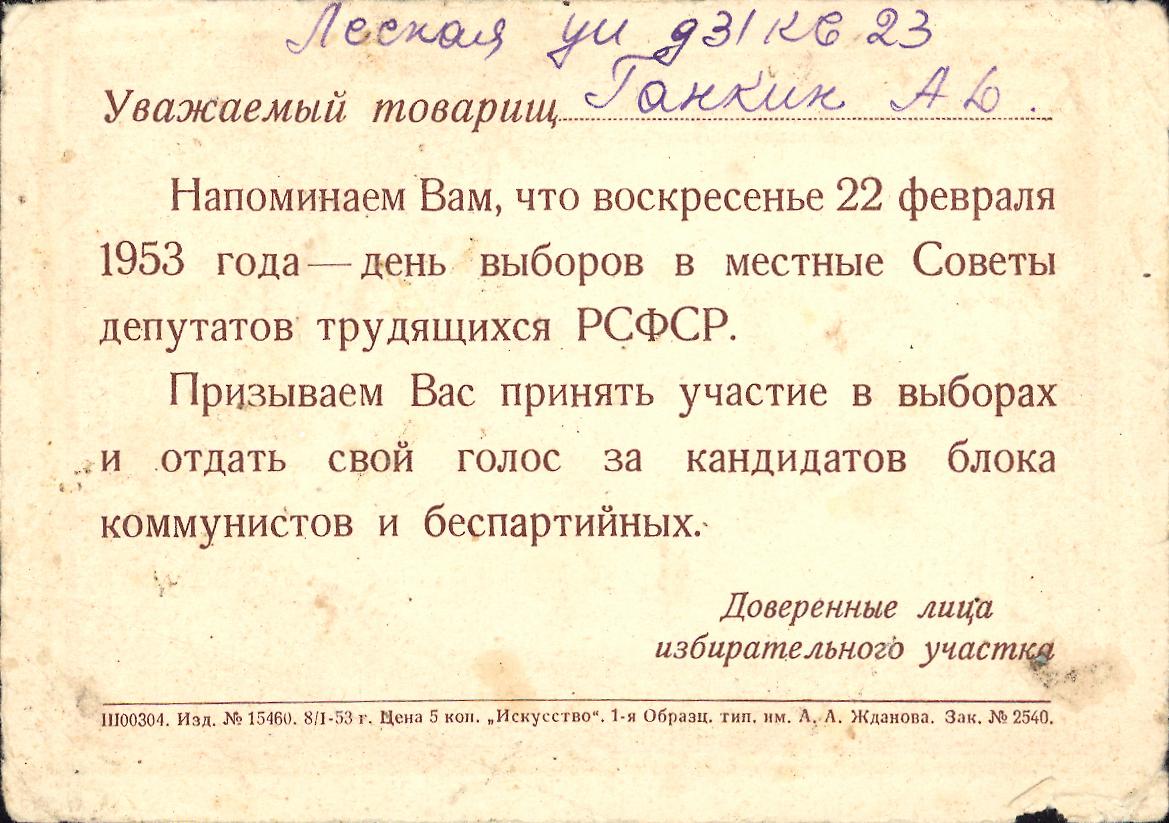 Лесная ул д31 кв 23
Уважаемый товарищ Ганкин А Д.
Напоминаем Вам, что воскресенье 22 февраля
1953 года — день выборов в местные Советы
депутатов трудящихся РСФСР.
Призываем Вас принять участие в выборах
и отдать свой голос за кандидатов блока
коммунистов и беспартийных.
Доверенные лица
избирательного участка
Ш00304. Изд. № 15460. 8/I-53 г. Цена 5 коп. „Искусство“. 1-я Образц. тип. им. А. А. Жданова. Зак. № 2540.